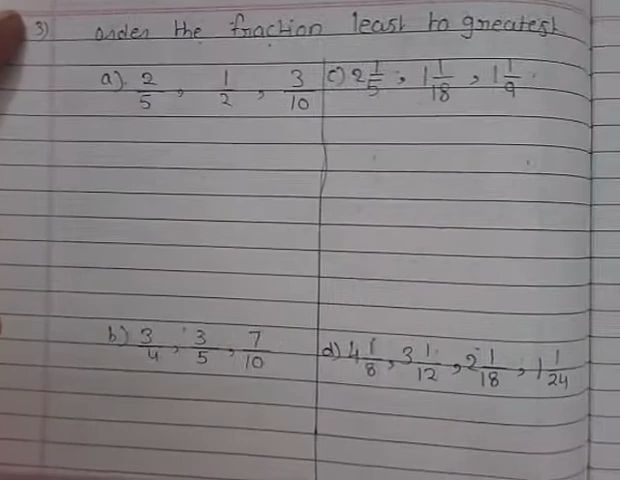 3) order the fraction least to greatest
a) 2/5, 1/2, 3/10
c) 2 1/5, 1 1/18, 1 1/9
b) 3/4, 3/5, 7/10
d) 4 1/8, 3 1/12, 2 1/18, 1 1/24